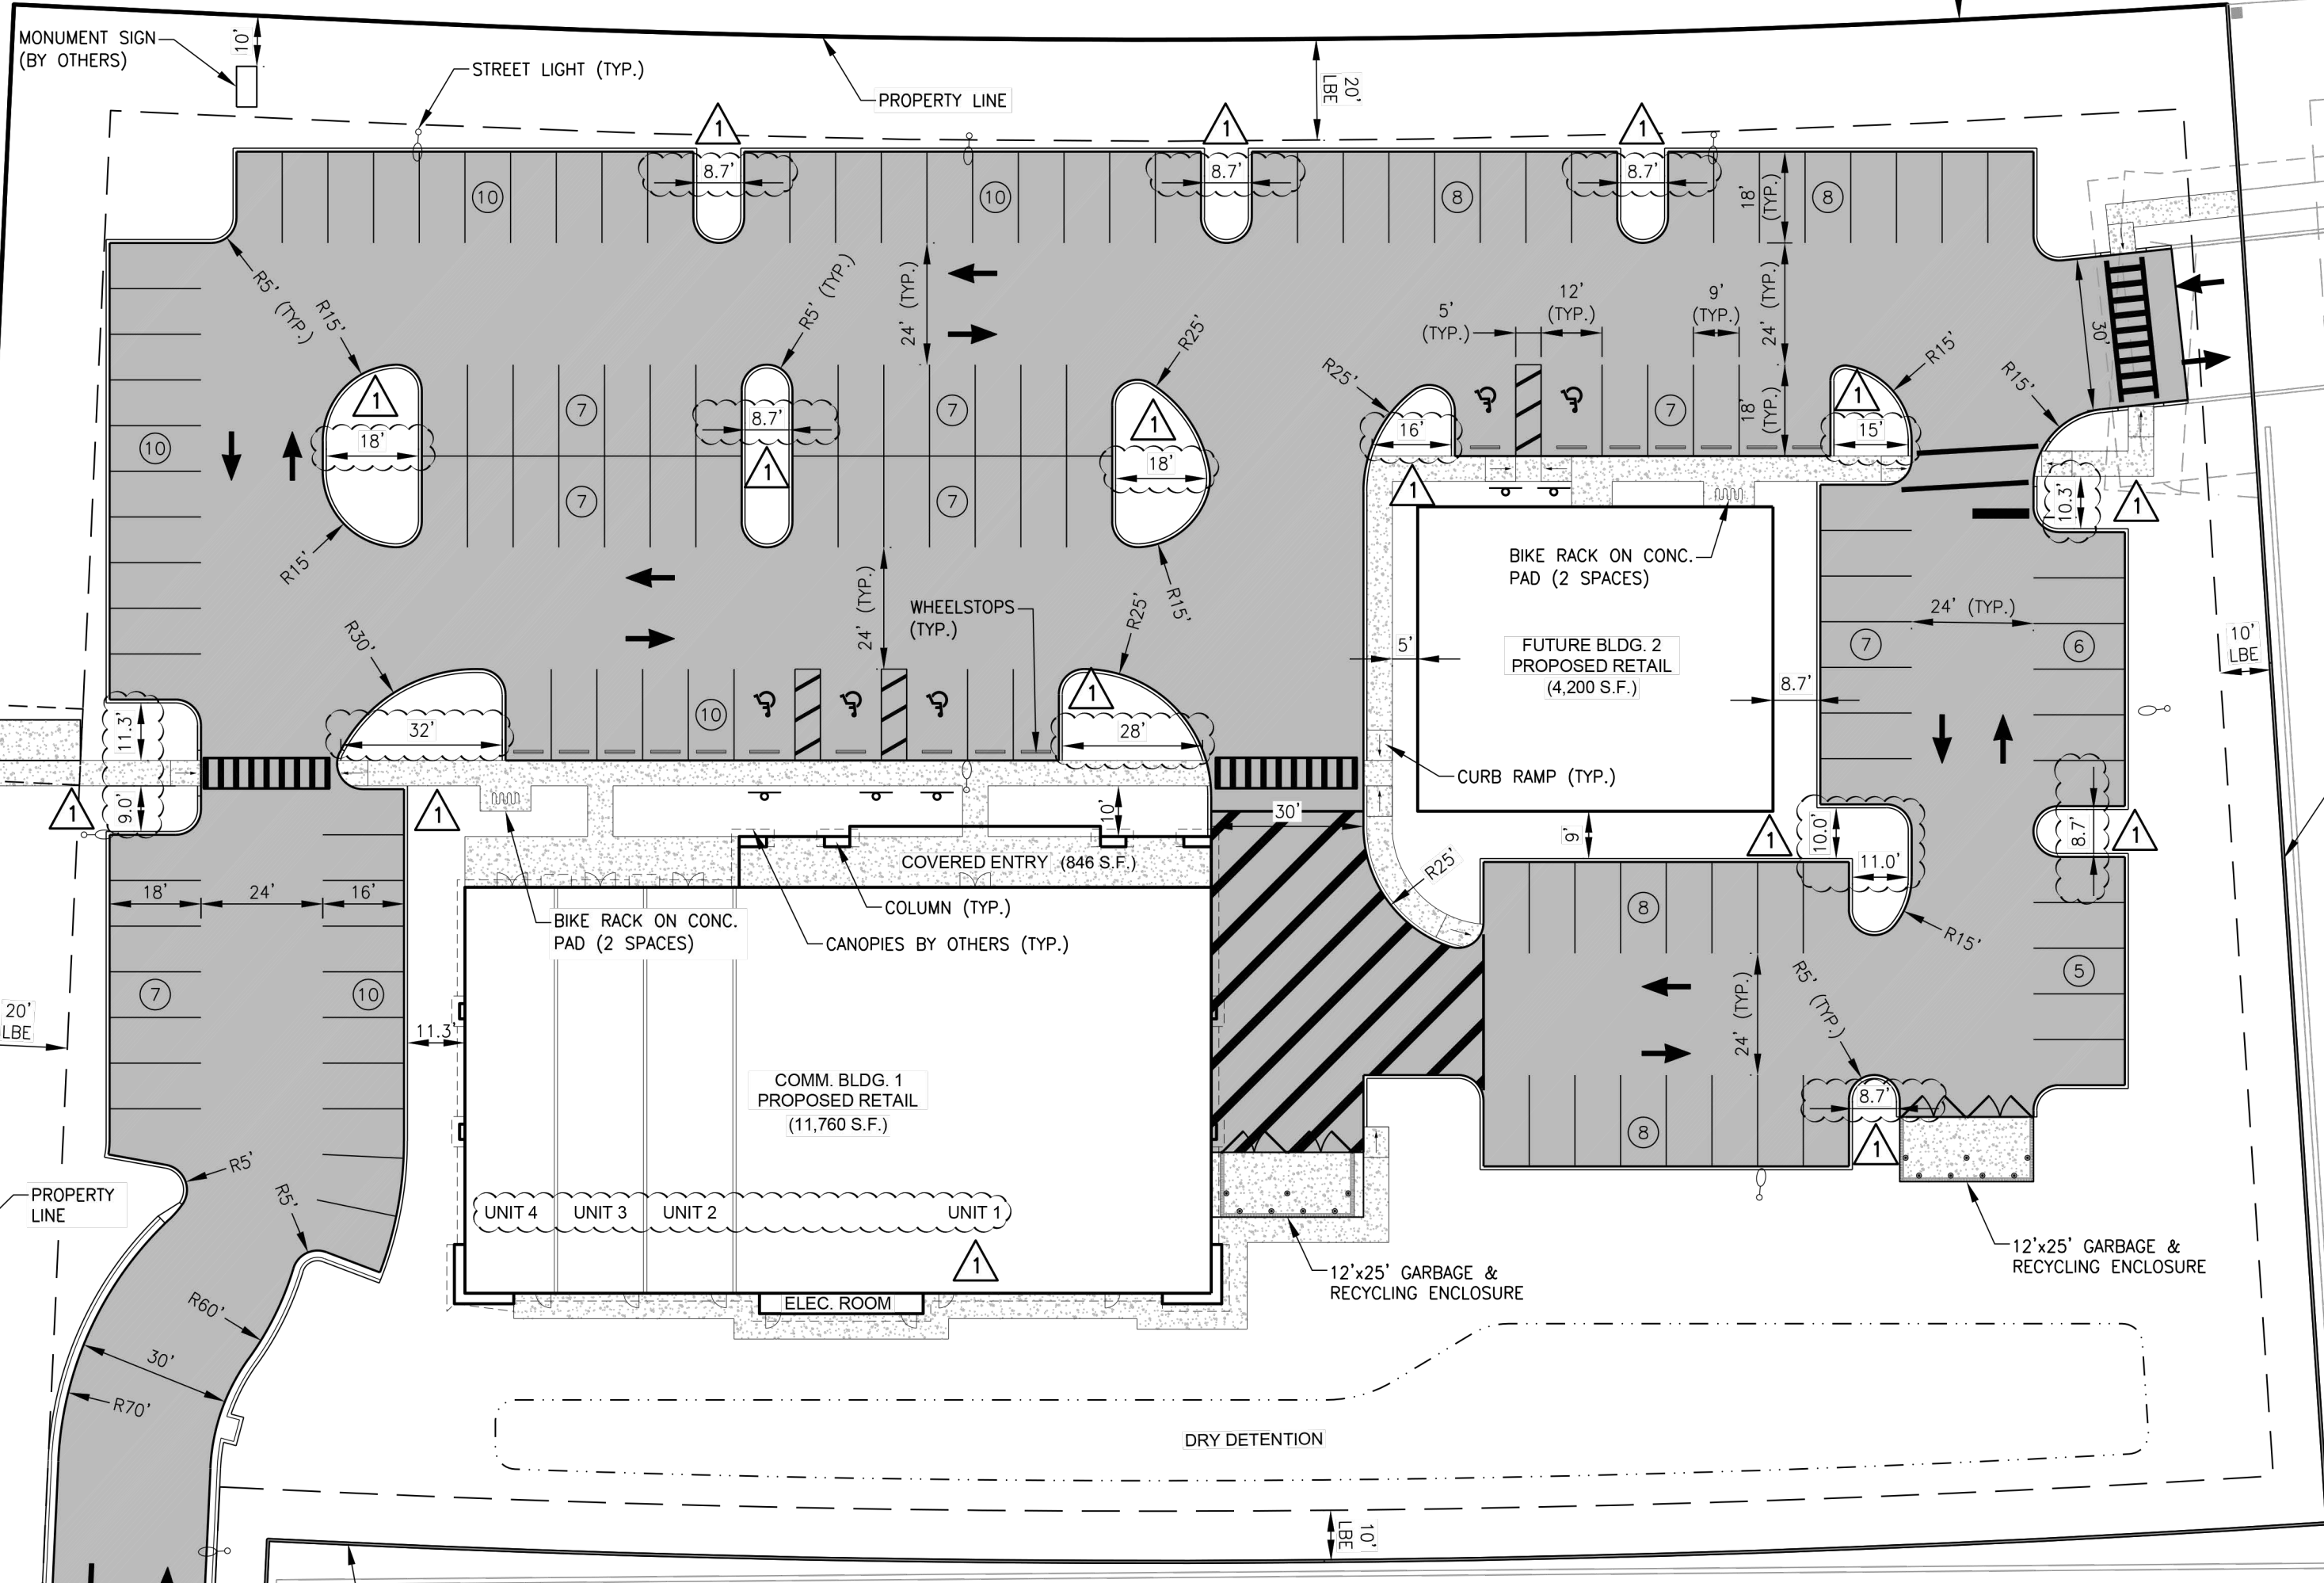 MONUMENT SIGN
(BY OTHERS)
10'
STREET LIGHT (TYP.)
PROPERTY LINE
20'
LBE
1
1
1
8.7'
8.7'
8.7'
10
10
8
8
18'
(TYP.)
R5' (TYP.)
R15'
R5' (TYP.)
24' (TYP.)
R25'
5'
(TYP.)
12'
(TYP.)
9'
(TYP.)
24' (TYP.)
R15'
30'
R25'
R15'
1
7
8.7'
7
1
7
18'
(TYP.)
1
10
18'
18'
16'
15'
1
1
7
7
10.3'
1
R15'
R15'
24' (TYP.)
WHEELSTOPS
(TYP.)
R25'
BIKE RACK ON CONC.
PAD (2 SPACES)
24' (TYP.)
R30'
5'
FUTURE BLDG. 2
PROPOSED RETAIL
(4,200 S.F.)
7
6
10'
LBE
8.7'
1
11.3'
32'
10
28'
CURB RAMP (TYP.)
1
9.0'
1
10'
30'
9'
1
10.0'
8.7'
1
COVERED ENTRY (846 S.F.)
R25'
11.0'
18'
24'
16'
COLUMN (TYP.)
8
BIKE RACK ON CONC.
PAD (2 SPACES)
CANOPIES BY OTHERS (TYP.)
R15'
7
10
24' (TYP.)
R5' (TYP.)
5
20'
LBE
11.3'
COMM. BLDG. 1
PROPOSED RETAIL
(11,760 S.F.)
8.7'
8
1
R5'
R5'
PROPERTY
LINE
UNIT 4
UNIT 3
UNIT 2
UNIT 1
1
12'x25' GARBAGE &
RECYCLING ENCLOSURE
12'x25' GARBAGE &
RECYCLING ENCLOSURE
R60'
ELEC. ROOM
30'
R70'
DRY DETENTION
10'
LBE